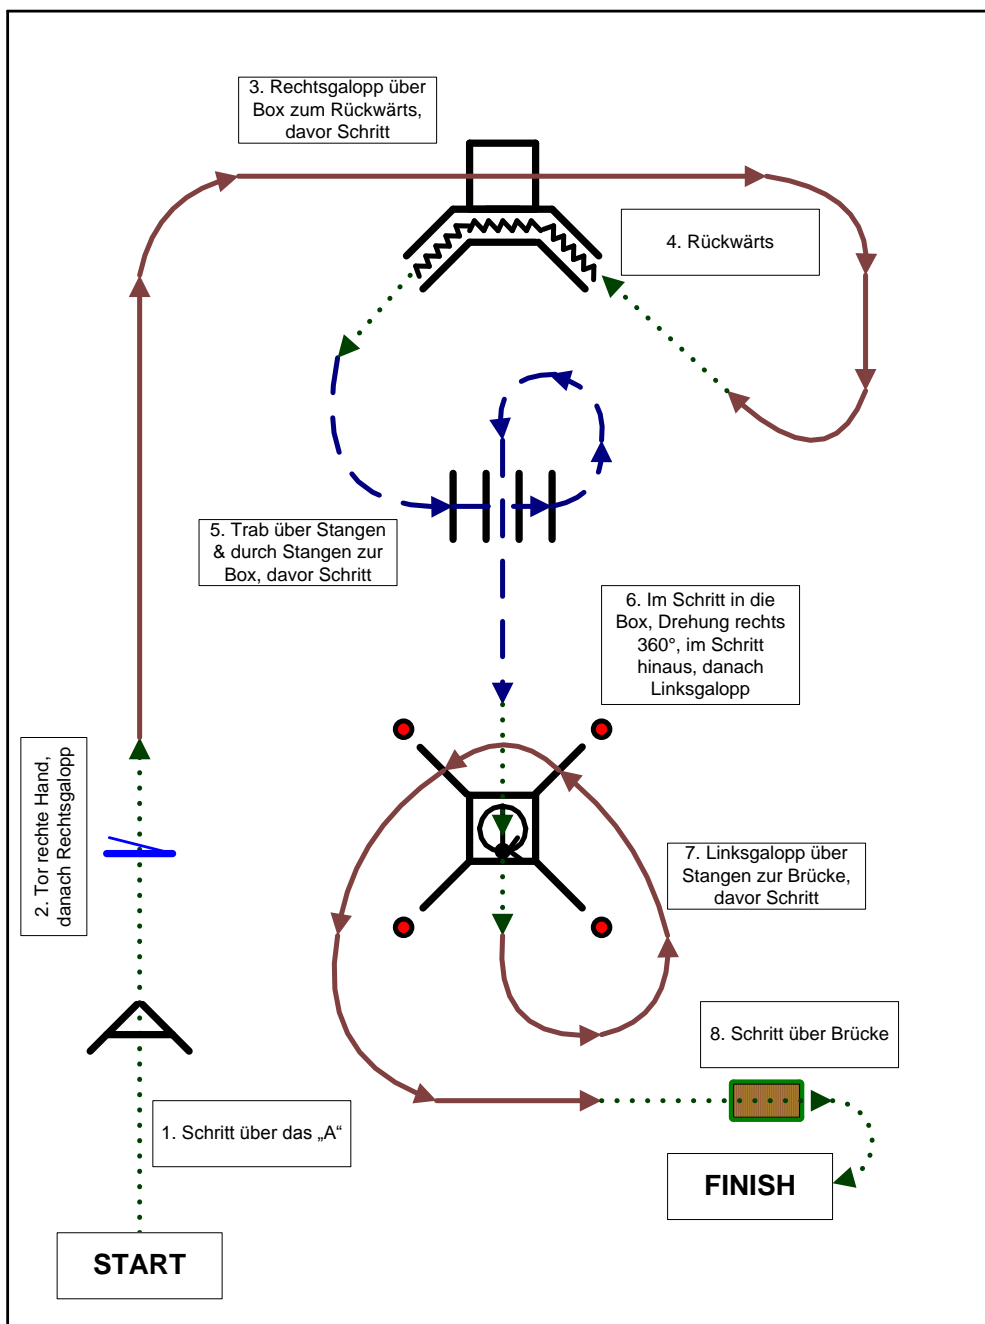 3. Rechtsgalopp über
Box zum Rückwärts,
davor Schritt
4. Rückwärts
5. Trab über Stangen
& durch Stangen zur
Box, davor Schritt
6. Im Schritt in die
Box, Drehung rechts
360°, im Schritt
hinaus, danach
Linksgalopp
2. Tor rechte Hand,
danach Rechtsgalopp
7. Linksgalopp über
Stangen zur Brücke,
davor Schritt
8. Schritt über Brücke
1. Schritt über das „A“
FINISH
START